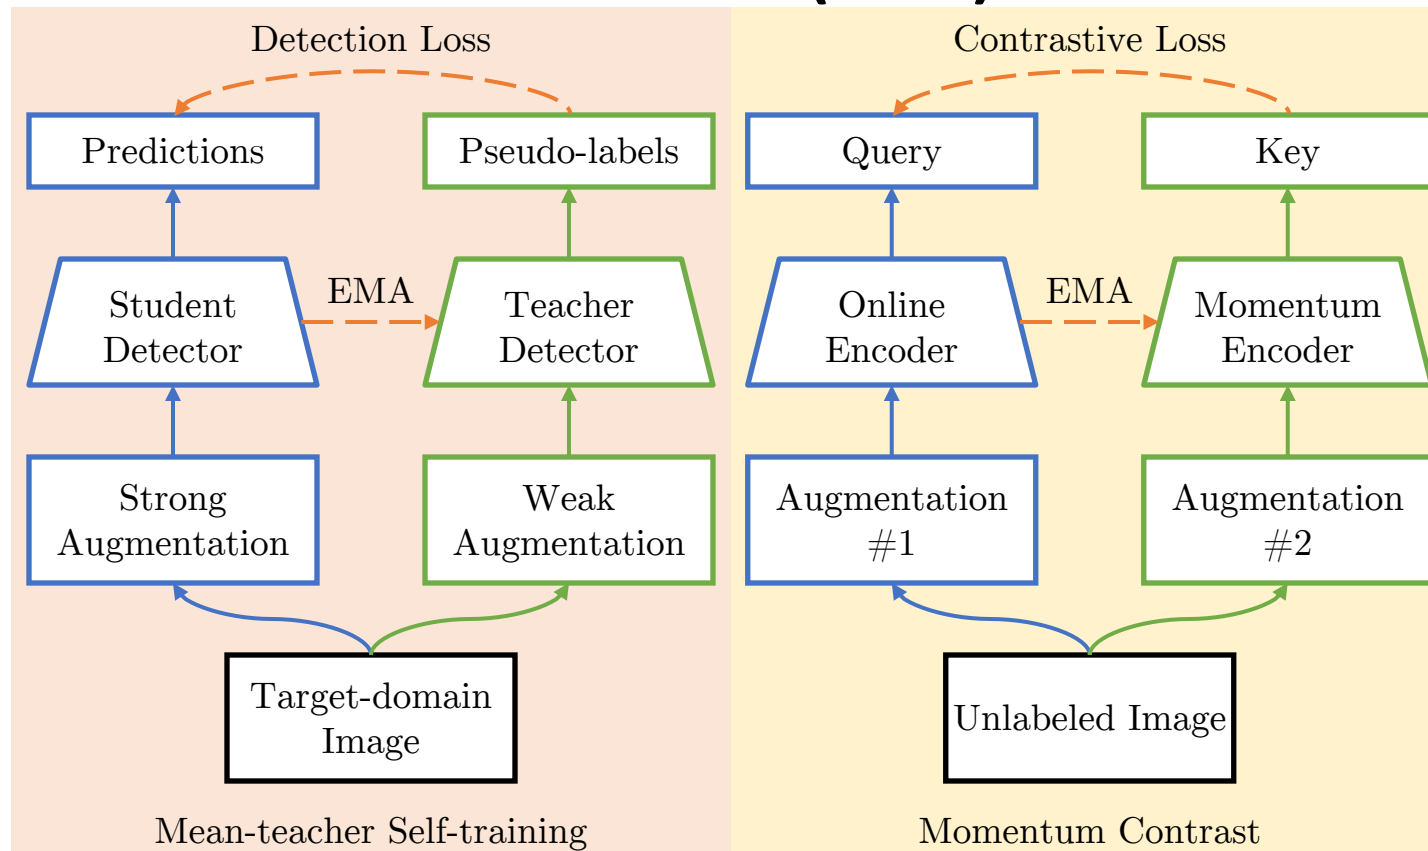 Detection Loss
Predictions
Pseudo-labels
Student
Detector
EMA
Teacher
Detector
Strong
Augmentation
Weak
Augmentation
Target-domain
Image
Mean-teacher Self-training
Contrastive Loss
Query
Key
Online
Encoder
EMA
Momentum
Encoder
Augmentation
#1
Augmentation
#2
Unlabeled Image
Momentum Contrast